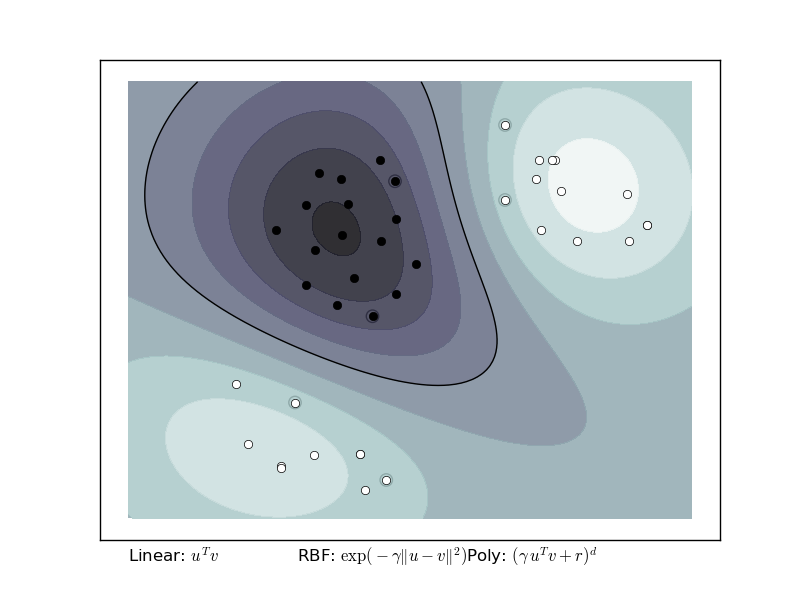 Linear: $u^T v$ RBF: $\exp(-\gamma \| u-v \|^2)$Poly: $(\gamma\, u^T v + r)^d$